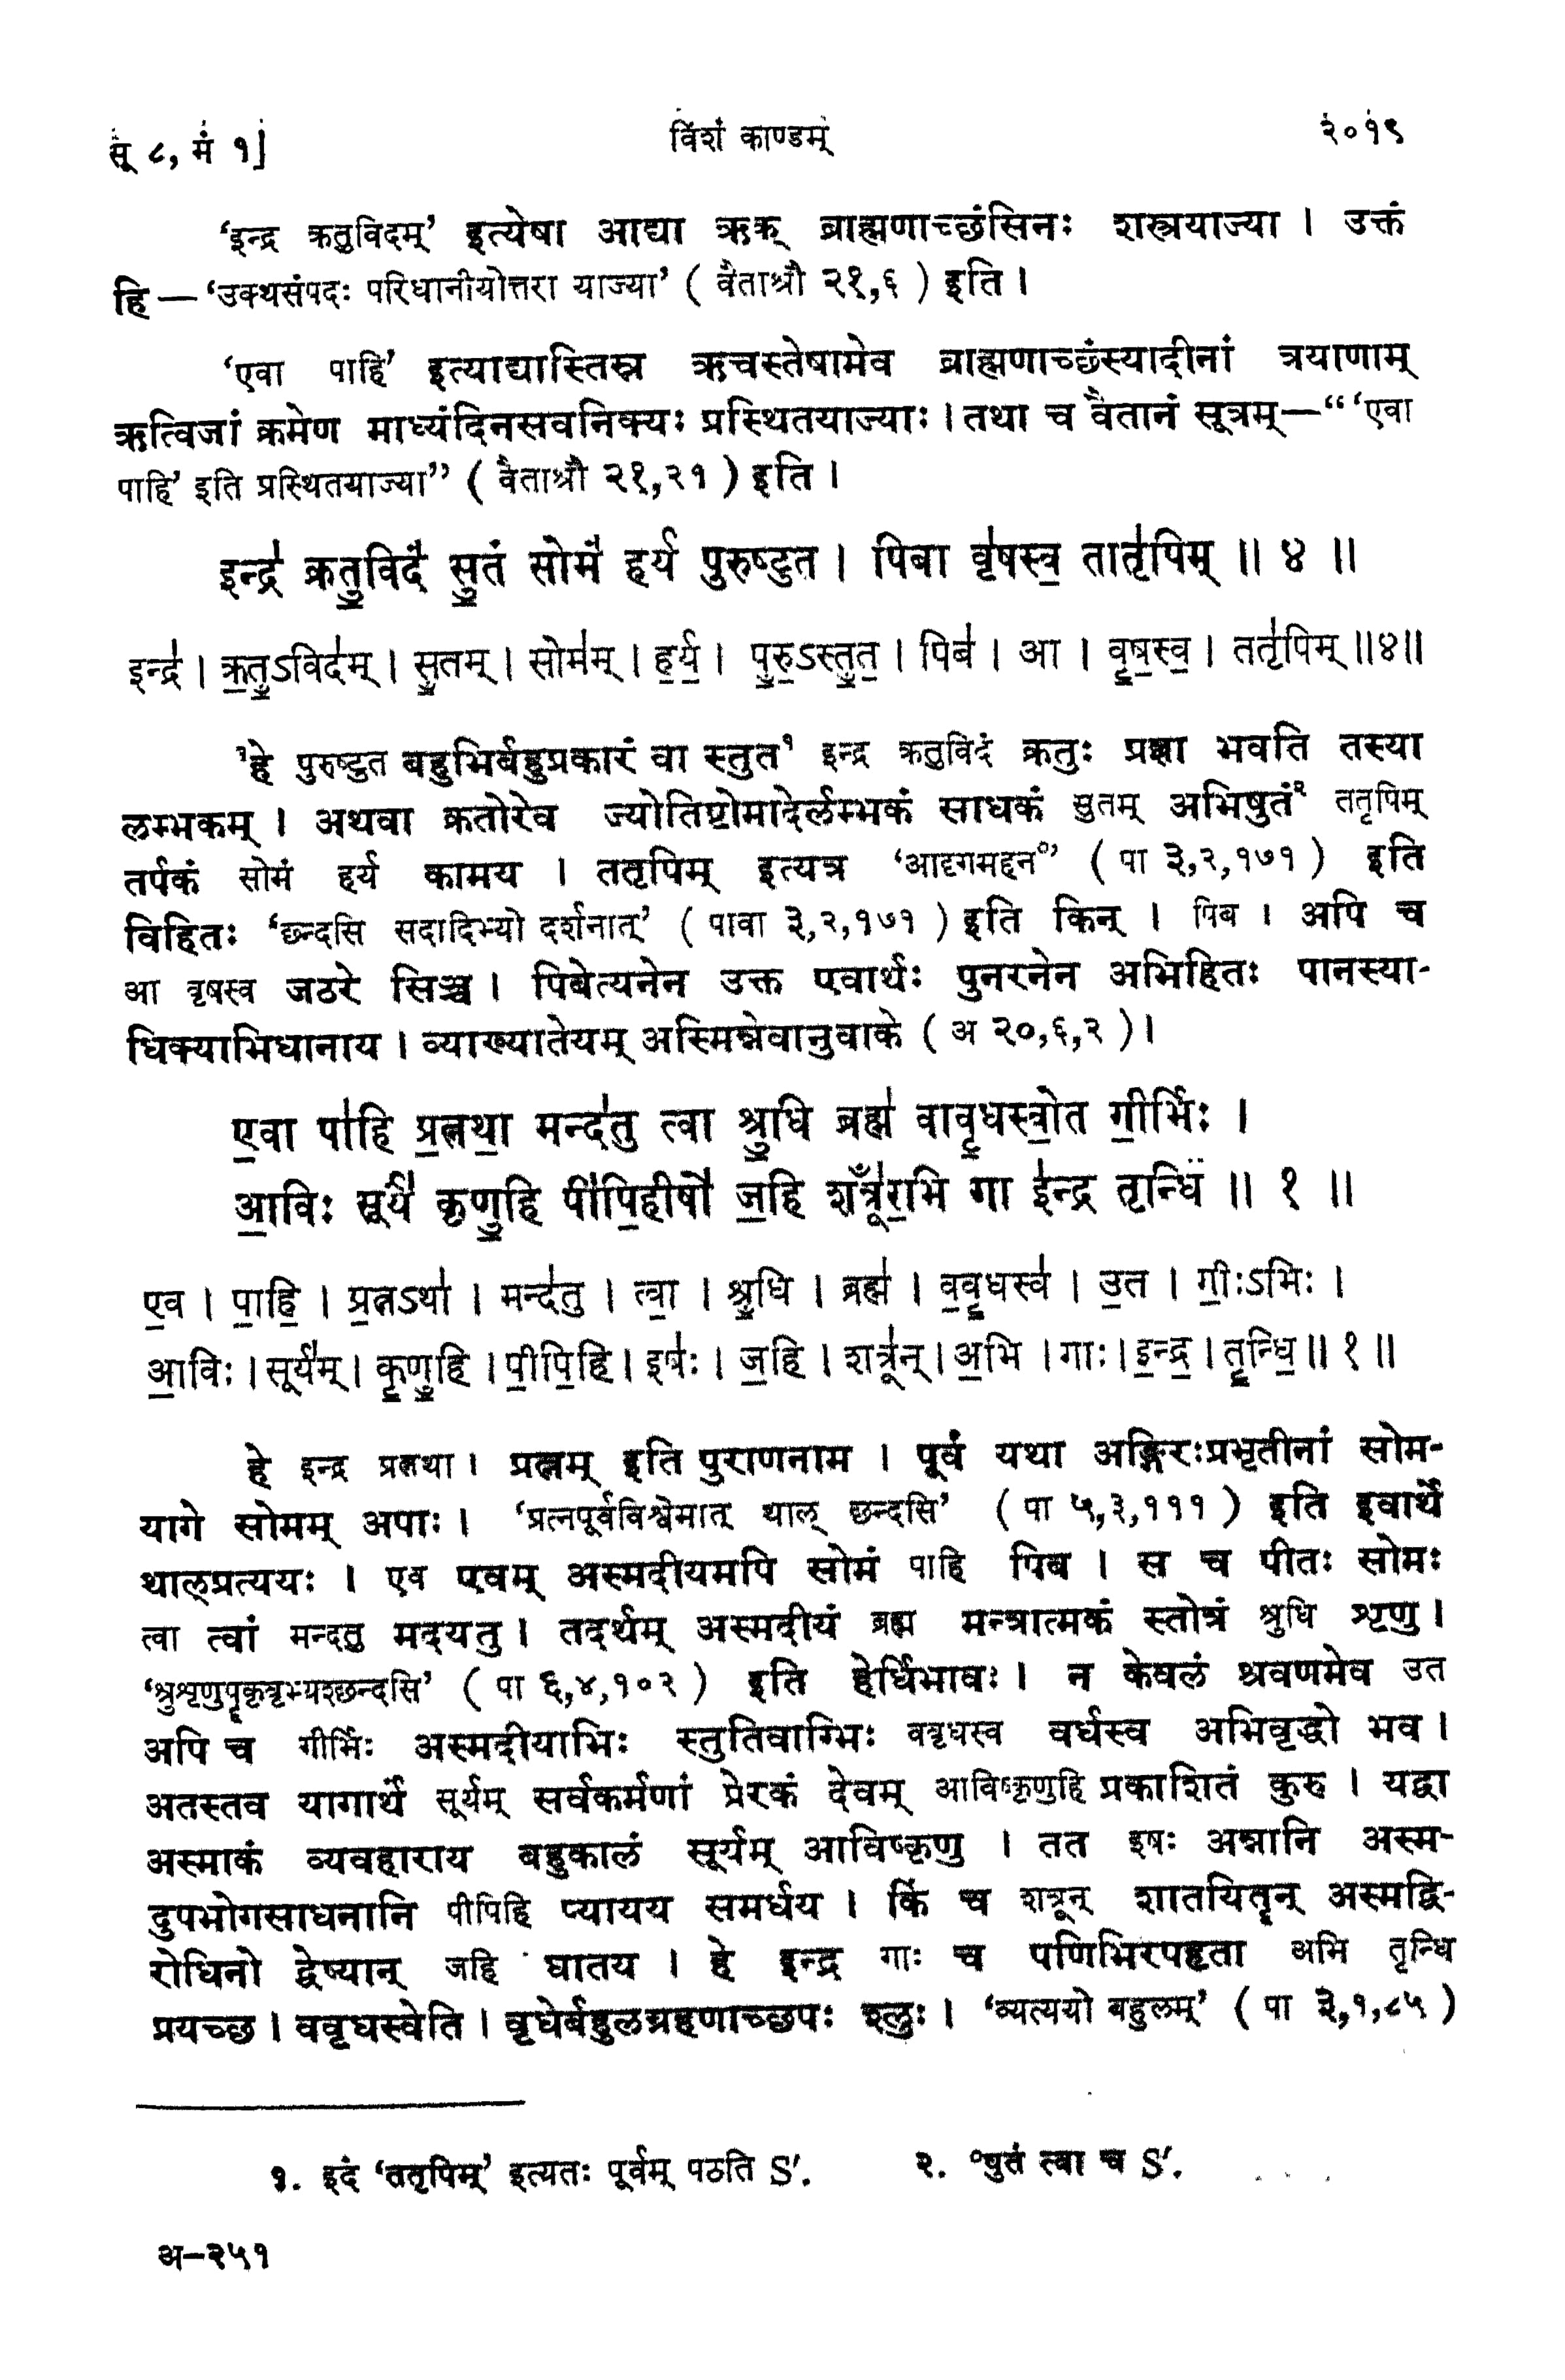 सू ८, मं १]
विंशं काण्डम्
२०१९
‘इन्द्र क्रतुविदम्’ इत्येषा आद्या ऋक् ब्राह्मणाच्छंसिनः शस्त्रयाज्या । उक्तं
हि — ‘उक्थसंपदः परिधानीयोत्तरा याज्या’ ( वैताश्रौ २१,६ ) इति ।
‘एवा पाहि’ इत्याद्यास्तिस्र ऋचस्तेषामेव ब्राह्मणाच्छंस्यादीनां त्रयाणाम्
ऋत्विजां क्रमेण माध्यंदिनसवनिक्यः प्रस्थितयाज्याः । तथा च वैतानं सूत्रम् — “‘एवा
पाहि’ इति प्रस्थितयाज्या” ( वैताश्रौ २१,२१ ) इति ।
इन्द्र॑ क्रतु॒विदं॑ सु॒तं सोमं॑ हर्य पुरुष्टुत । पिबा वृ॑षस्व॒ तातृ॑पिम् ॥ ४ ॥
इन्द्र॑ । क्र॒तु॒ऽविद॑म् । सु॒तम् । सोम॑म् । ह॒र्य॒ । पु॒रु॒ऽस्तु॒त॒ । पिब॑ । आ । वृ॒ष॒स्व॒ । ततृ॑पिम् ॥४॥
१हे पुरुष्टुत बहुभिर्बहुप्रकारं वा स्तुत१ इन्द्र क्रतुविदं क्रतुः प्रज्ञा भवति तस्या
लम्भकम् । अथवा क्रतोरेव ज्योतिष्टोमादेर्लम्भकं साधकं सुतम् अभिषुतं२ ततृपिम्
तर्पकं सोमं हर्य कामय । ततृपिम् इत्यत्र ‘आदृगमहन°’ ( पा ३,२,१७१ ) इति
विहितः ‘छन्दसि सदादिभ्यो दर्शनात्’ ( पावा ३,२,१७१ ) इति किन् । पिब । अपि च
आ वृषस्व जठरे सिञ्च । पिबेत्यनेन उक्त एवार्थः पुनरनेन अभिहितः पानस्या-
धिक्याभिधानाय । व्याख्यातेयम् अस्मिन्नेवानुवाके ( अ २०,६,२ ) ।
ए॒वा पा॑हि प्र॒त्नथा॒ मन्द॑तु त्वा श्रु॒धि ब्रह्म॑ वावृ॒धस्वो॒त गी॒र्भिः ।
आ॒विः सूर्यं॑ कृणु॒हि पी॑पि॒हीषो॑ ज॒हि शत्रूँ॑र॒भि गा इ॑न्द्र तृन्धि ॥ १ ॥
ए॒व । पा॒हि॒ । प्र॒त्नऽथा॑ । मन्द॑तु । त्वा॒ । श्रु॒धि । ब्रह्म॑ । व॒वृ॒धस्व॑ । उ॒त । गी॒ःऽभिः ।
आ॒विः । सूर्य॑म् । कृ॒णु॒हि । पी॒पि॒हि । इष॑ः । ज॒हि । शत्रू॑न् । अ॒भि । गाः । इ॒न्द्र॒ । तृ॒न्धि॒ ॥ १ ॥
हे इन्द्र प्रत्नथा । प्रत्नम् इति पुराणनाम । पूर्वं यथा अङ्गिरःप्रभृतीनां सोम-
यागे सोमम् अपाः । ‘प्रत्नपूर्वविश्वेमात् थाल् छन्दसि’ ( पा ५,३,१११ ) इति इवार्थे
थाल्प्रत्ययः । एव एवम् अस्मदीयमपि सोमं पाहि पिब । स च पीतः सोमः
त्वा त्वां मन्दतु मदयतु । तदर्थम् अस्मदीयं ब्रह्म मन्त्रात्मकं स्तोत्रं श्रुधि शृणु ।
‘श्रुशृणुपॄकृवृभ्यश्छन्दसि’ ( पा ६,४,१०२ ) इति हेर्धिभावः । न केवलं श्रवणमेव उत
अपि च गीर्भिः अस्मदीयाभिः स्तुतिवाग्भिः ववृधस्व वर्धस्व अभिवृद्धो भव ।
अतस्तव यागार्थं सूर्यम् सर्वकर्मणां प्रेरकं देवम् आविष्कृणुहि प्रकाशितं कुरु । यद्वा
अस्माकं व्यवहाराय बहुकालं सूर्यम् आविष्कृणु । तत इषः अन्नानि अस्म-
दुपभोगसाधनानि पीपिहि प्यायय समर्धय । किं च शत्रून् शातयितॄन् अस्मद्वि-
रोधिनो द्वेष्यान् जहि घातय । हे इन्द्र गाः च पणिभिरपहृता अभि तृन्धि
प्रयच्छ । ववृधस्वेति । वृधेर्बहुलग्रहणाच्छपः श्लुः । ‘व्यत्ययो बहुलम्’ ( पा ३,१,८५ )
१. इदं ‘ततृपिम्’ इत्यतः पूर्वम् पठति S′. २. °षुतं त्वा च S′.
अ–२५१